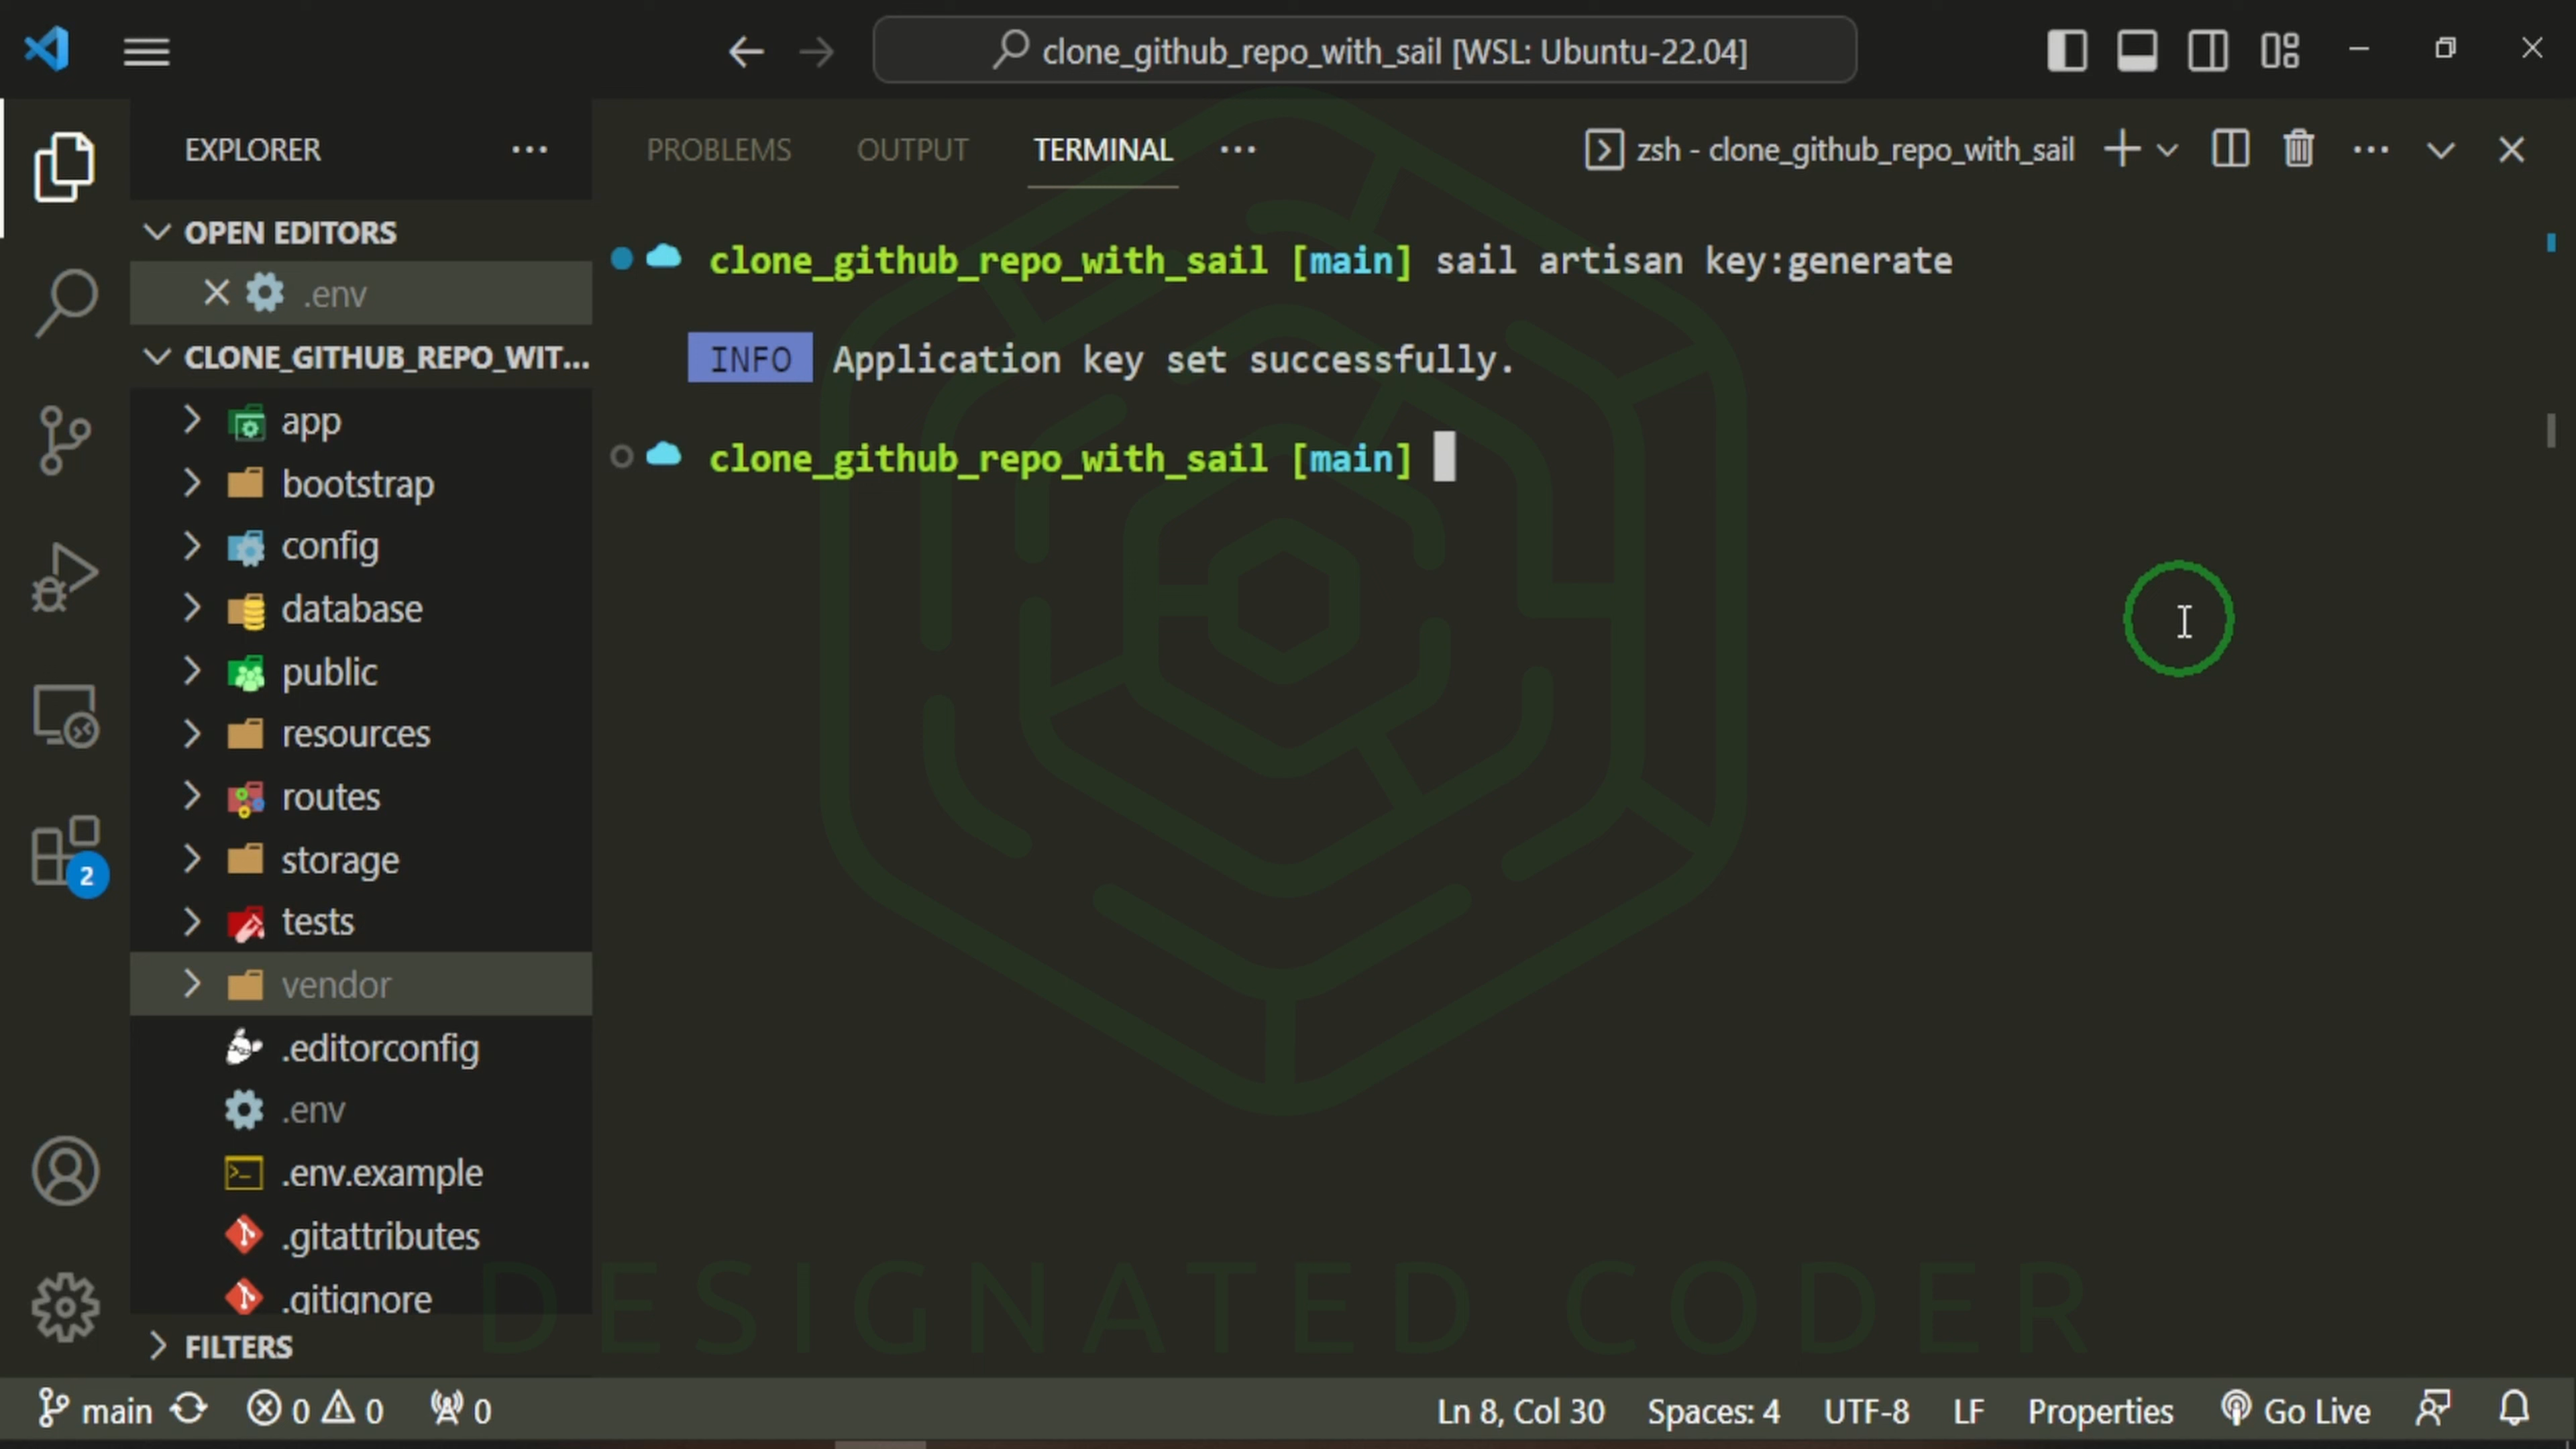 clone_github_repo_with_sail [WSL: Ubuntu-22.04]
EXPLORER
OPEN EDITORS
.env
CLONE_GITHUB_REPO_WIT...
app
bootstrap
config
database
public
resources
routes
storage
tests
vendor
.editorconfig
.env
.env.example
.gitattributes
.gitignore
FILTERS
2
PROBLEMS OUTPUT TERMINAL
zsh - clone_github_repo_with_sail
clone_github_repo_with_sail [main] sail artisan key:generate
INFO Application key set successfully.
clone_github_repo_with_sail [main]
DESIGNATED CODER
main 0 0 0 Ln 8, Col 30 Spaces: 4 UTF-8 LF Properties Go Live